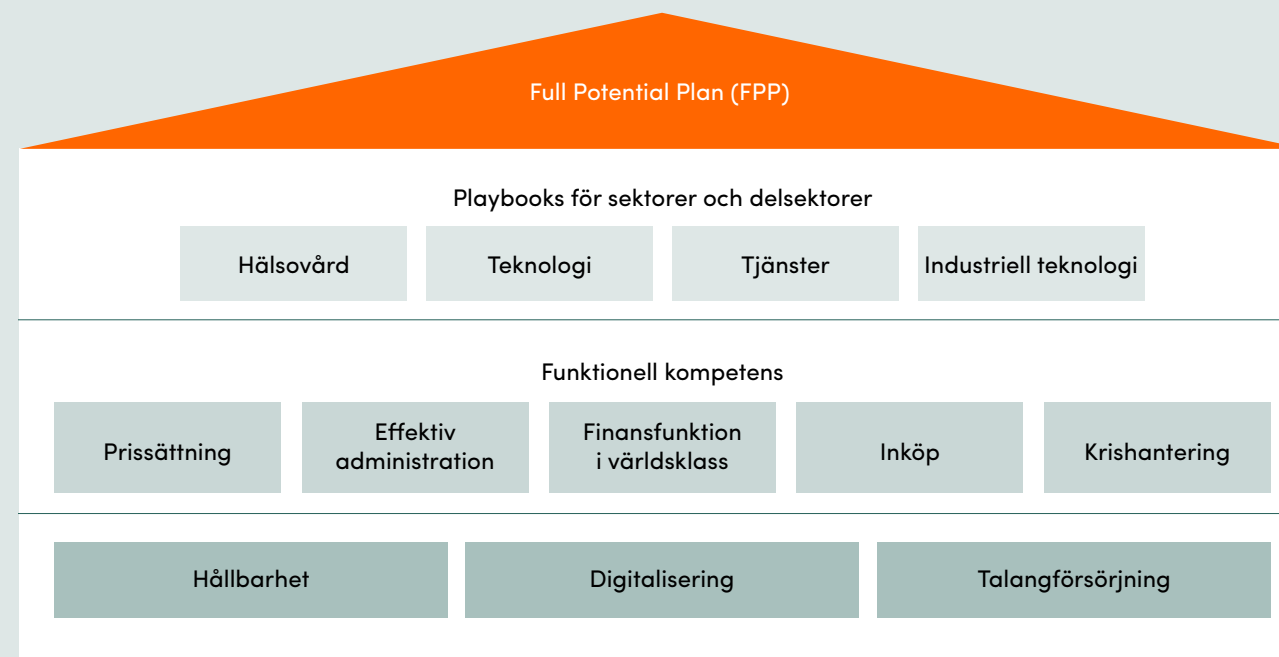 Full Potential Plan (FPP)
Playbooks för sektorer och delsektorer
Hälsovård
Teknologi
Tjänster
Industriell teknologi
Funktionell kompetens
Prissättning
Effektiv
administration
Finansfunktion
i världsklass
Inköp
Krishantering
Hållbarhet
Digitalisering
Talangförsörjning